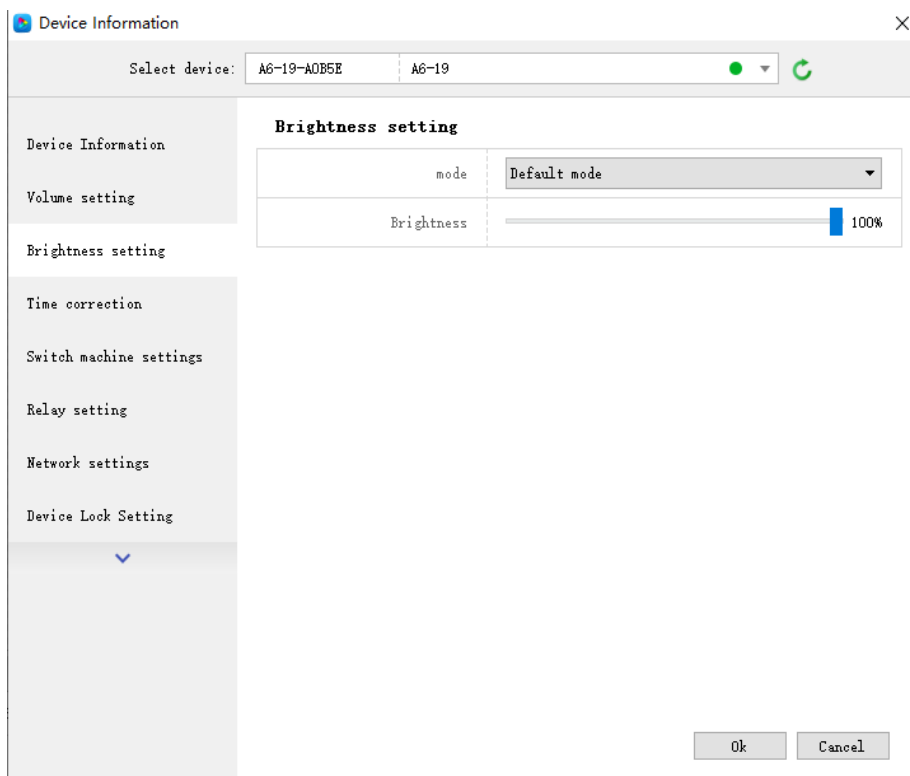 Device Information
Select device: A6-19-A0B5E A6-19
Device Information
Volume setting
Brightness setting
Time correction
Switch machine settings
Relay setting
Network settings
Device Lock Setting
Brightness setting
mode Default mode
Brightness 100%
Ok Cancel